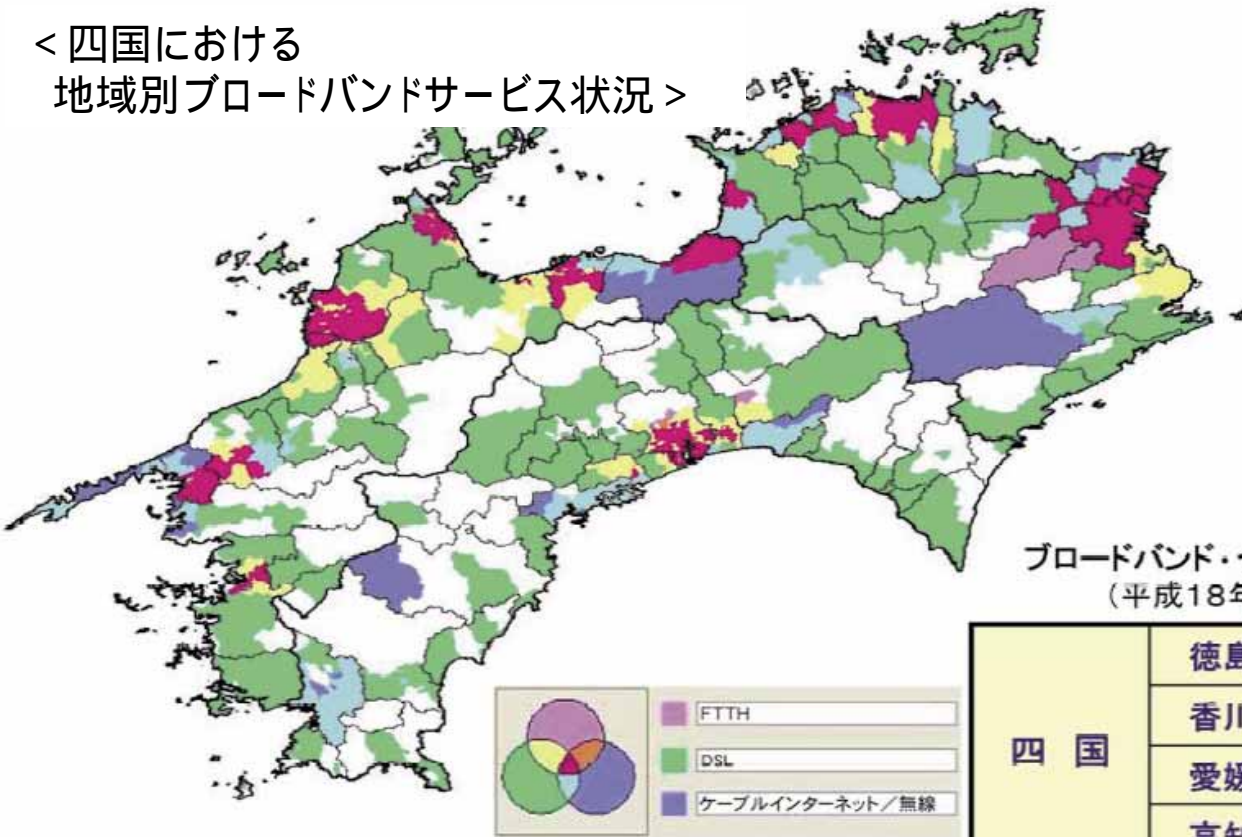 <四国における
地域別ブロードバンドサービス状況>
ブロードバンド・
(平成18年
四 国
徳島
香川
愛媛
高知
FTTH
DSL
ケーブルインターネット/無線